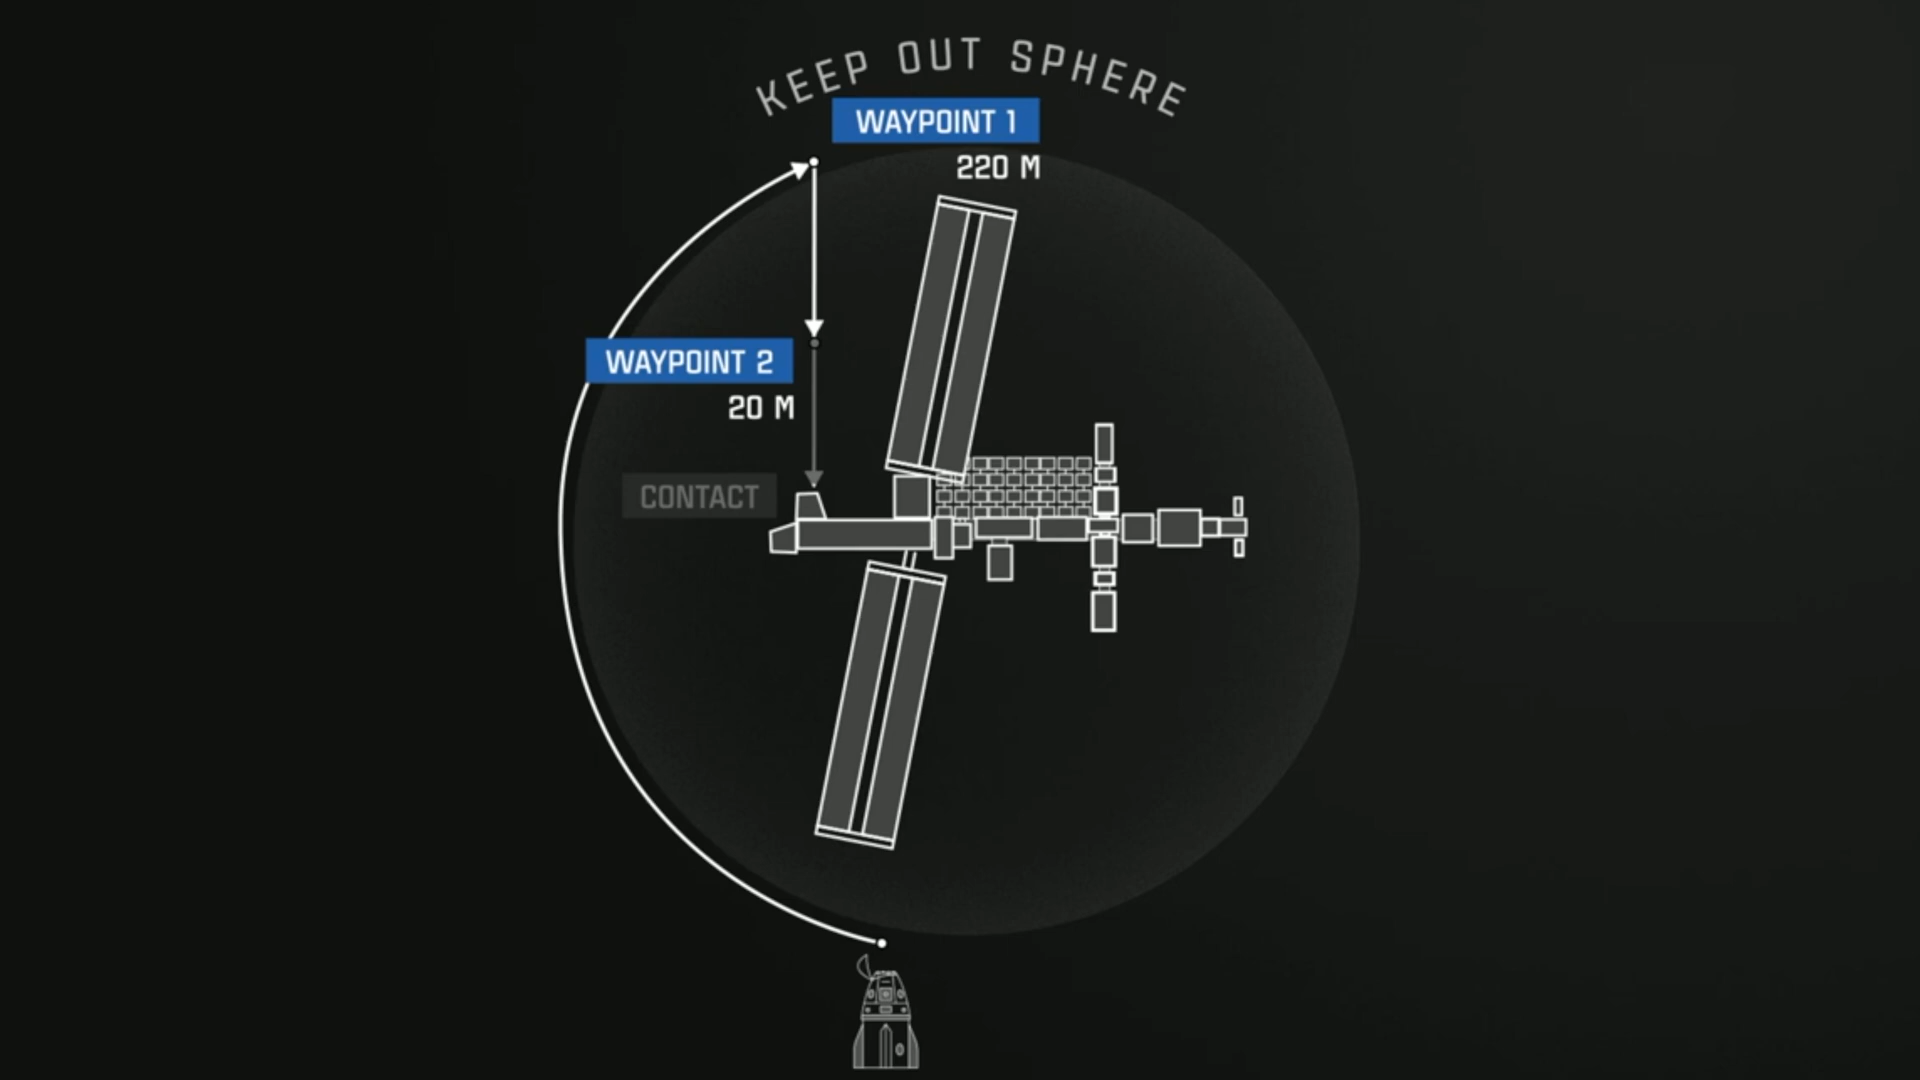 KEEP OUT SPHERE
WAYPOINT 1
220 M
WAYPOINT 2
20 M
CONTACT